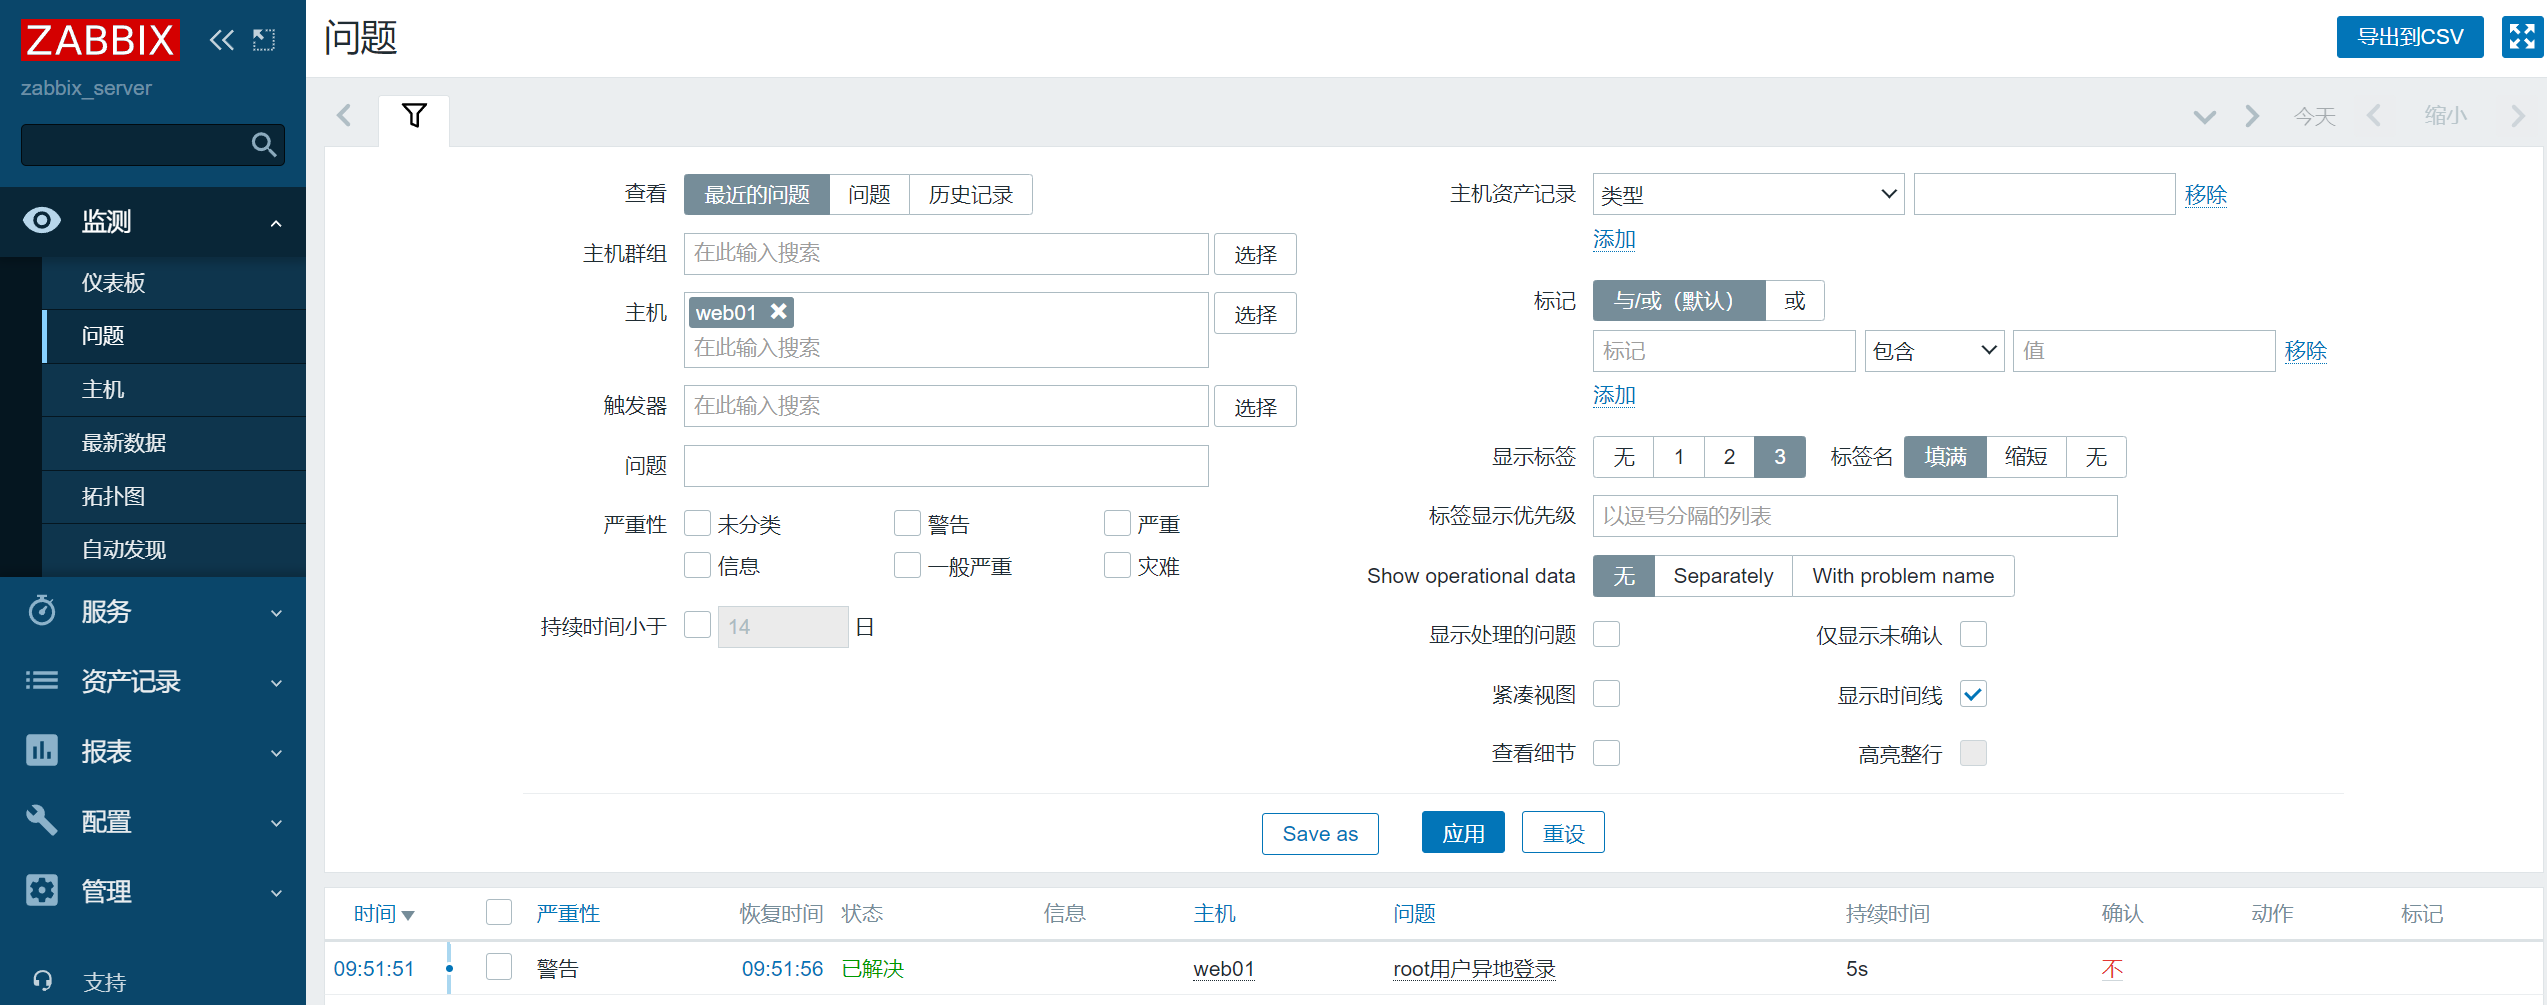 ZABBIX
zabbix_server
监测
仪表板
问题
主机
最新数据
拓扑图
自动发现
服务
资产记录
报表
配置
管理
支持
问题
导出到CSV
今天 缩小
查看 最近的问题 问题 历史记录
主机群组 在此输入搜索 选择
主机 web01 选择
在此输入搜索
触发器 在此输入搜索 选择
问题
严重性 未分类 警告 严重
信息 一般严重 灾难
持续时间小于 14 日
主机资产记录 类型 移除
添加
标记 与/或（默认） 或
标记 包含 值 移除
添加
显示标签 无 1 2 3 标签名 填满 缩短 无
标签显示优先级 以逗号分隔的列表
Show operational data 无 Separately With problem name
显示处理的问题 仅显示未确认
紧凑视图 显示时间线
查看细节 高亮整行
Save as 应用 重设
时间 严重性 恢复时间 状态 信息 主机 问题 持续时间 确认 动作 标记
09:51:51 警告 09:51:56 已解决 web01 root用户异地登录 5s 不